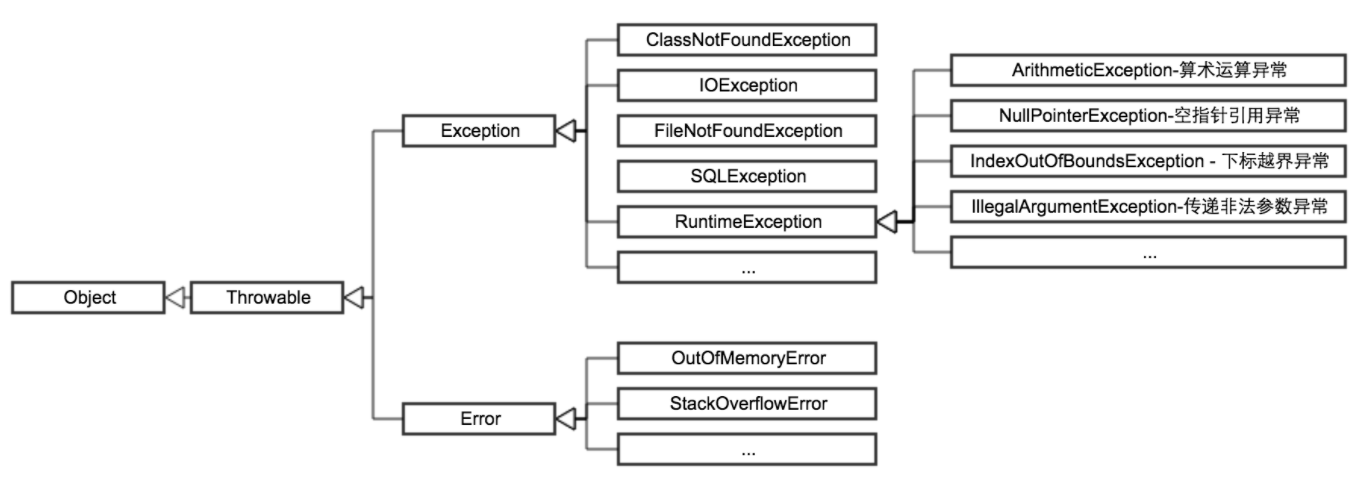 ClassNotFoundException
IOException
FileNotFoundException
SQLException
RuntimeException
...
ArithmeticException-算术运算异常
NullPointerException-空指针引用异常
IndexOutOfBoundsException - 下标越界异常
IllegalArgumentException-传递非法参数异常
...
Exception
Object
Throwable
OutOfMemoryError
StackOverflowError
...
Error